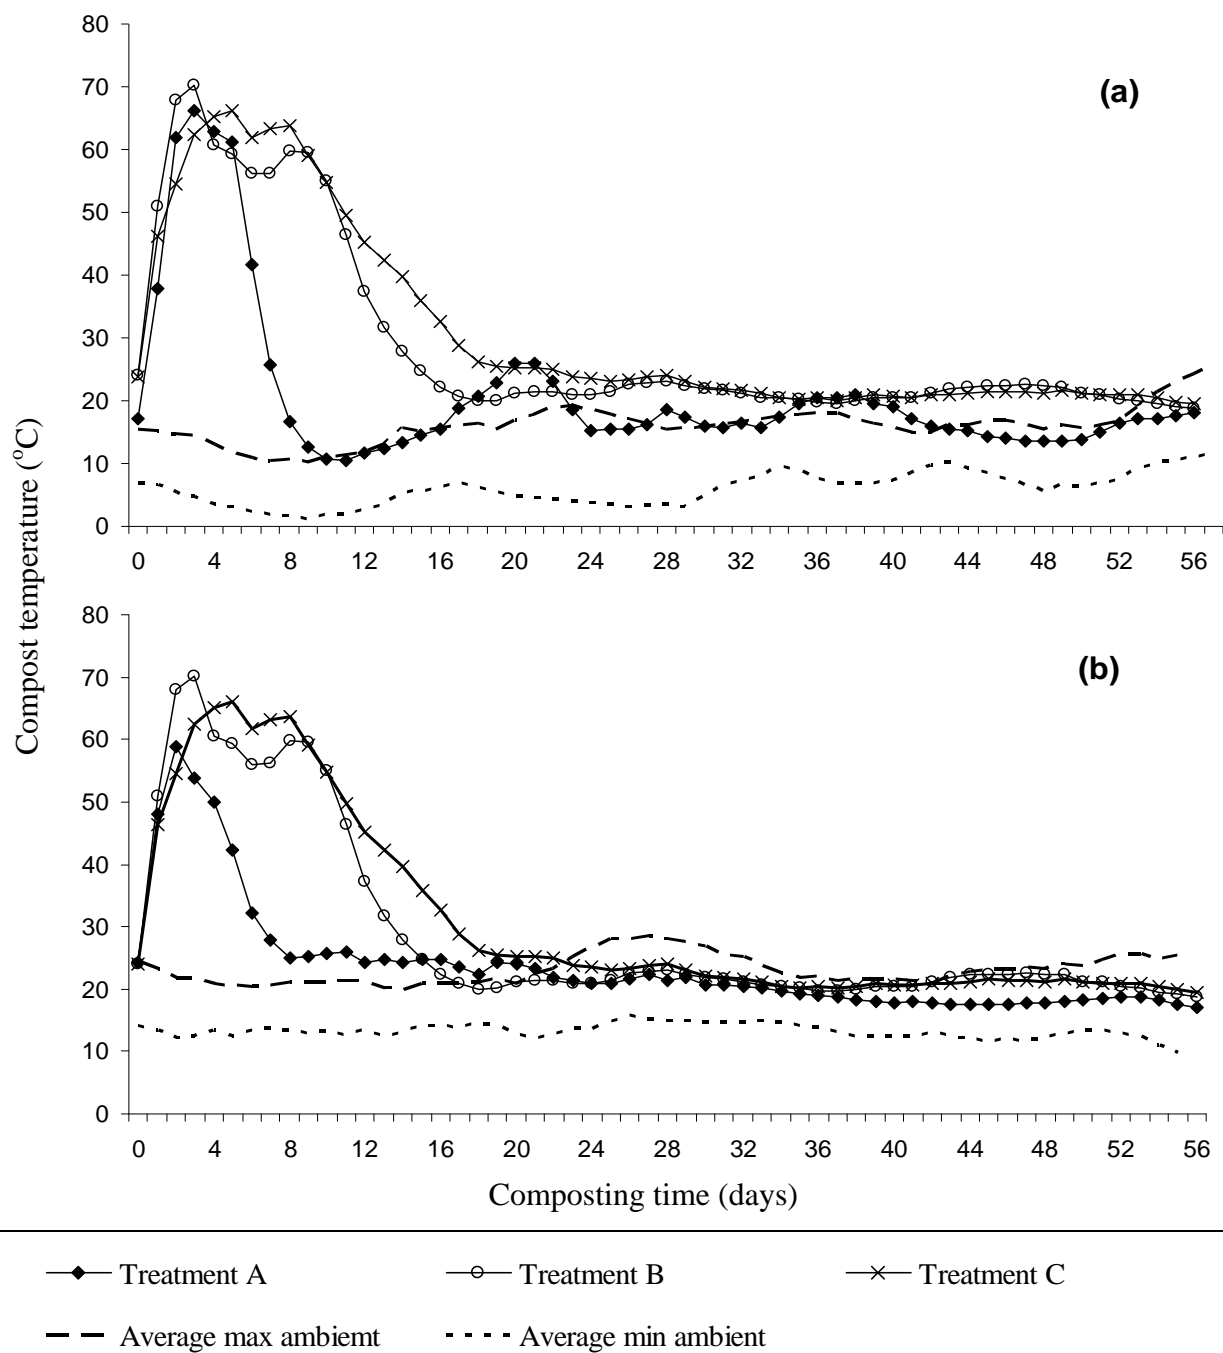 80
70
(a)
60
50
40
30
20
10
0
0 4 8 12 16 20 24 28 32 36 40 44 48 52 56
Compost temperature (°C)
80
70
(b)
60
50
40
30
20
10
0
0 4 8 12 16 20 24 28 32 36 40 44 48 52 56
Composting time (days)
Treatment A Treatment B Treatment C
Average max ambiemt Average min ambient